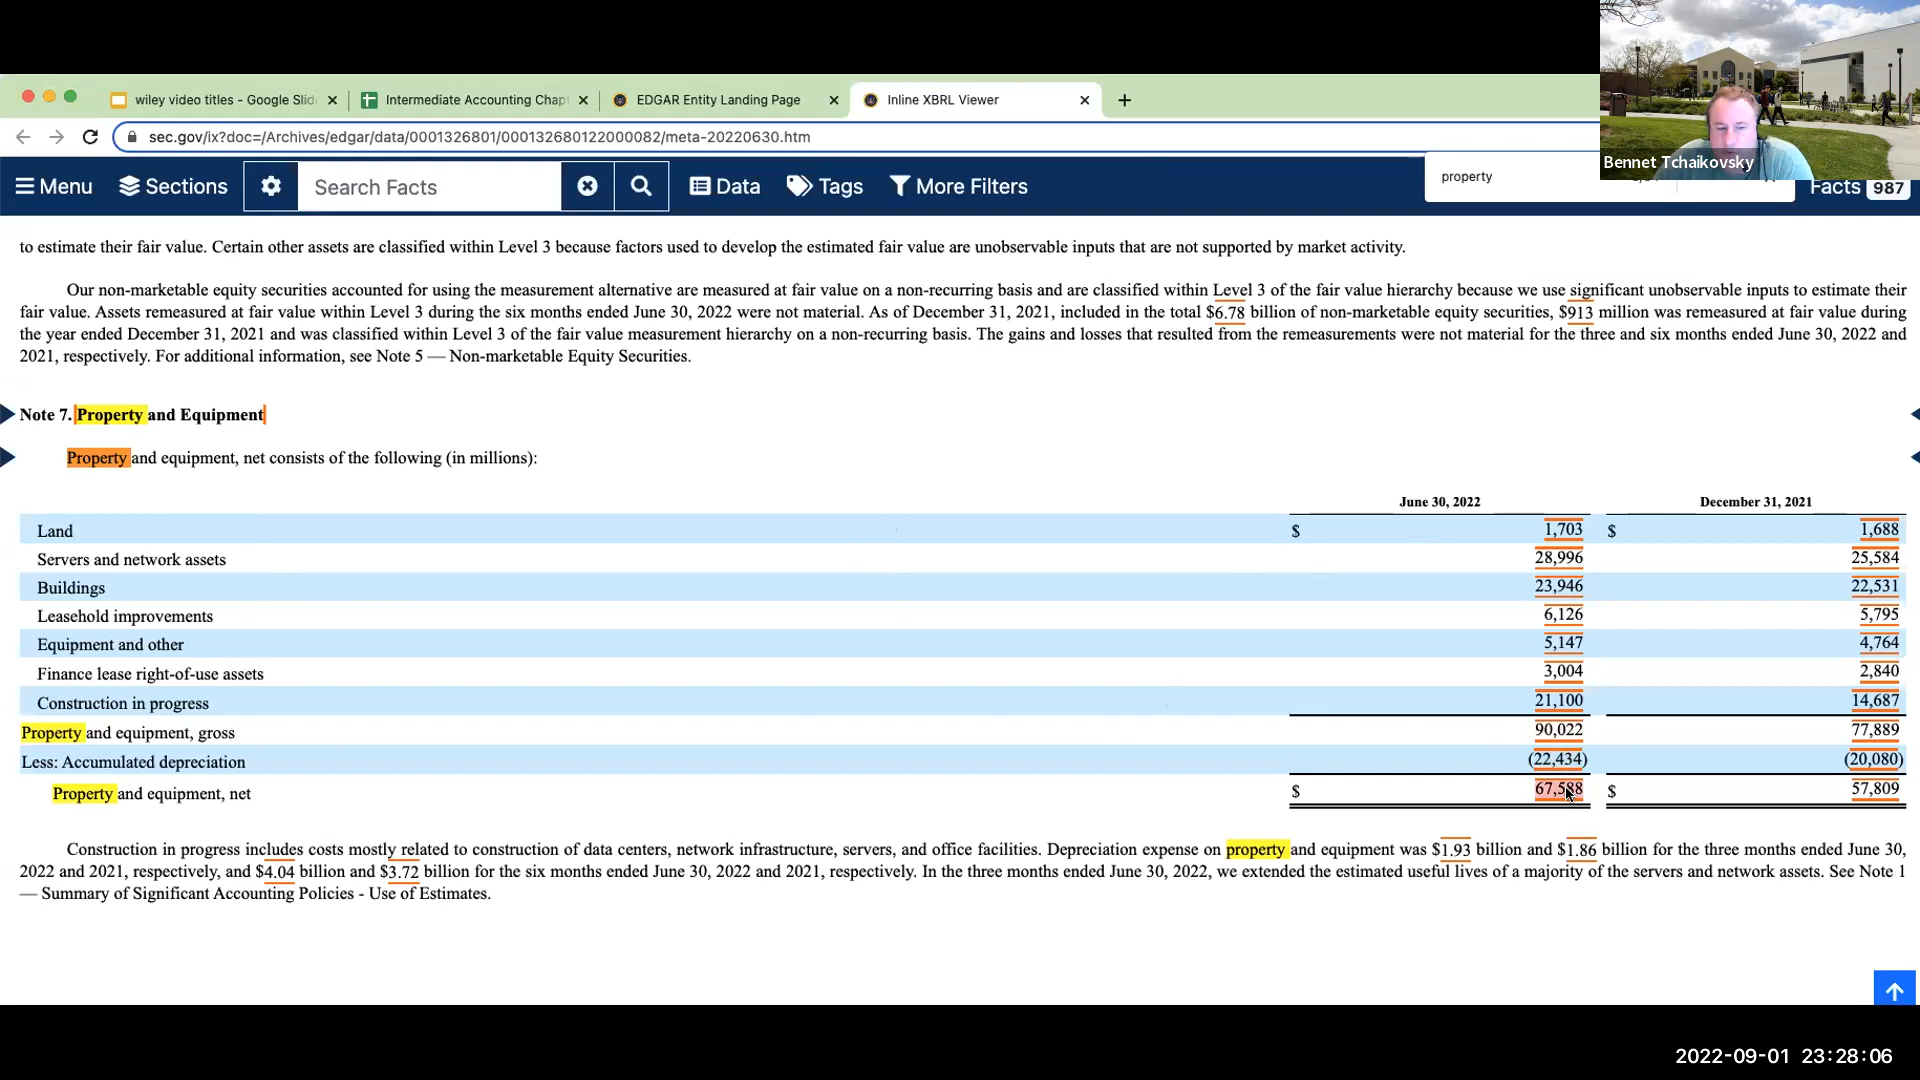 wiley video titles - Google Slid
Intermediate Accounting Chap
EDGAR Entity Landing Page
Inline XBRL Viewer
sec.gov/ix?doc=/Archives/edgar/data/0001326801/000132680122000082/meta-20220630.htm
Bennet Tchaikovsky
Menu
Sections
Search Facts
Data
Tags
More Filters
property
Facts 987
to estimate their fair value. Certain other assets are classified within Level 3 because factors used to develop the estimated fair value are unobservable inputs that are not supported by market activity.
Our non-marketable equity securities accounted for using the measurement alternative are measured at fair value on a non-recurring basis and are classified within Level 3 of the fair value hierarchy because we use significant unobservable inputs to estimate their
fair value. Assets remeasured at fair value within Level 3 during the six months ended June 30, 2022 were not material. As of December 31, 2021, included in the total $6.78 billion of non-marketable equity securities, $913 million was remeasured at fair value during
the year ended December 31, 2021 and was classified within Level 3 of the fair value measurement hierarchy on a non-recurring basis. The gains and losses that resulted from the remeasurements were not material for the three and six months ended June 30, 2022 and
2021, respectively. For additional information, see Note 5 — Non-marketable Equity Securities.
Note 7. Property and Equipment
Property and equipment, net consists of the following (in millions):
June 30, 2022 December 31, 2021
Land $ 1,703 $ 1,688
Servers and network assets 28,996 25,584
Buildings 23,946 22,531
Leasehold improvements 6,126 5,795
Equipment and other 5,147 4,764
Finance lease right-of-use assets 3,004 2,840
Construction in progress 21,100 14,687
Property and equipment, gross 90,022 77,889
Less: Accumulated depreciation (22,434) (20,080)
Property and equipment, net $ 67,588 $ 57,809
Construction in progress includes costs mostly related to construction of data centers, network infrastructure, servers, and office facilities. Depreciation expense on property and equipment was $1.93 billion and $1.86 billion for the three months ended June 30,
2022 and 2021, respectively, and $4.04 billion and $3.72 billion for the six months ended June 30, 2022 and 2021, respectively. In the three months ended June 30, 2022, we extended the estimated useful lives of a majority of the servers and network assets. See Note 1
— Summary of Significant Accounting Policies - Use of Estimates.
2022-09-01 23:28:06